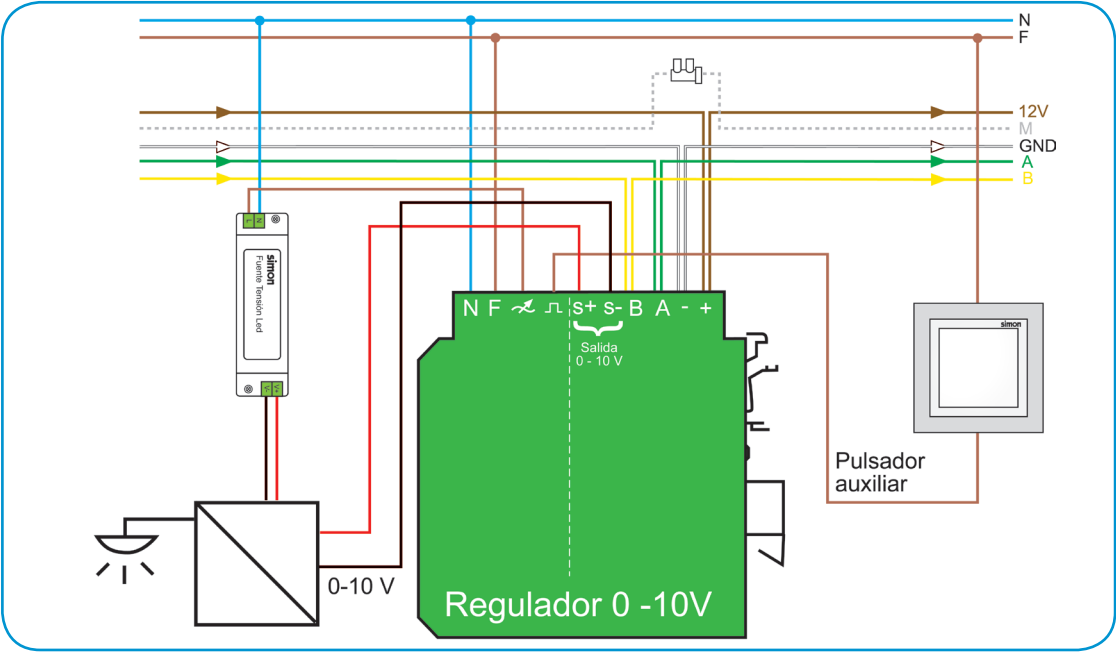 N
F
12V
M
GND
A
B
L N
simon
Fuente Tensión Led
V- V+
N F S+ S- B A - +
Salida
0 - 10 V
simon
Pulsador
auxiliar
0-10 V
Regulador 0 -10V